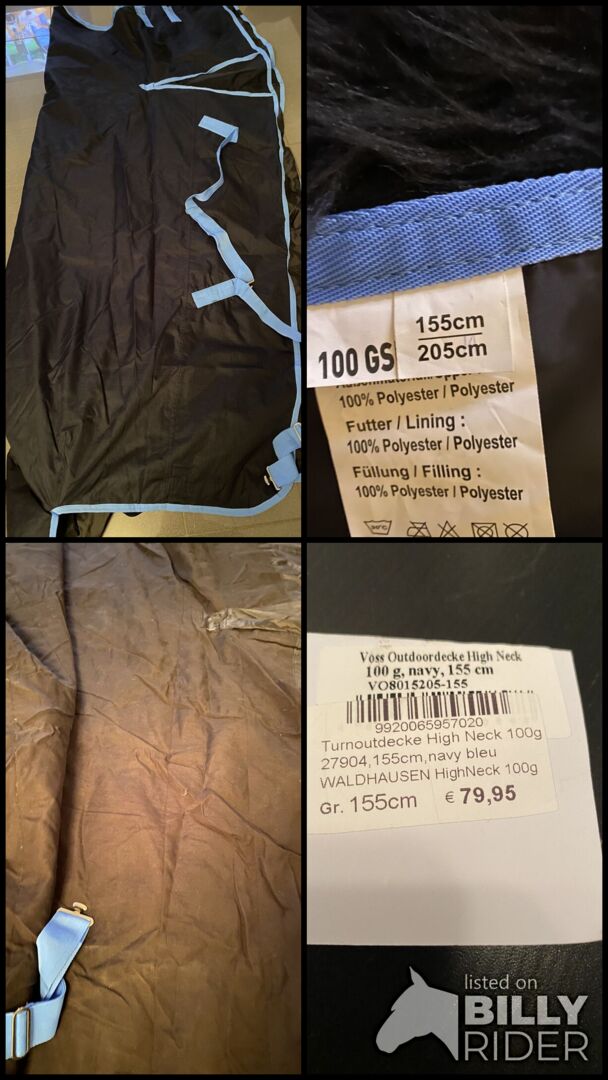 100 GS
155cm
205cm
100% Polyester / Polyester
Futter / Lining :
100% Polyester / Polyester
Füllung / Filling :
100% Polyester / Polyester
Voss Outdoordecke High Neck
100 g, navy, 155 cm
VO8015205-155
9920065957020
Turnoutdecke High Neck 100g
27904,155cm,navy bleu
WALDHAUSEN HighNeck 100g
Gr. 155cm € 79,95
listed on
BILLY
RIDER